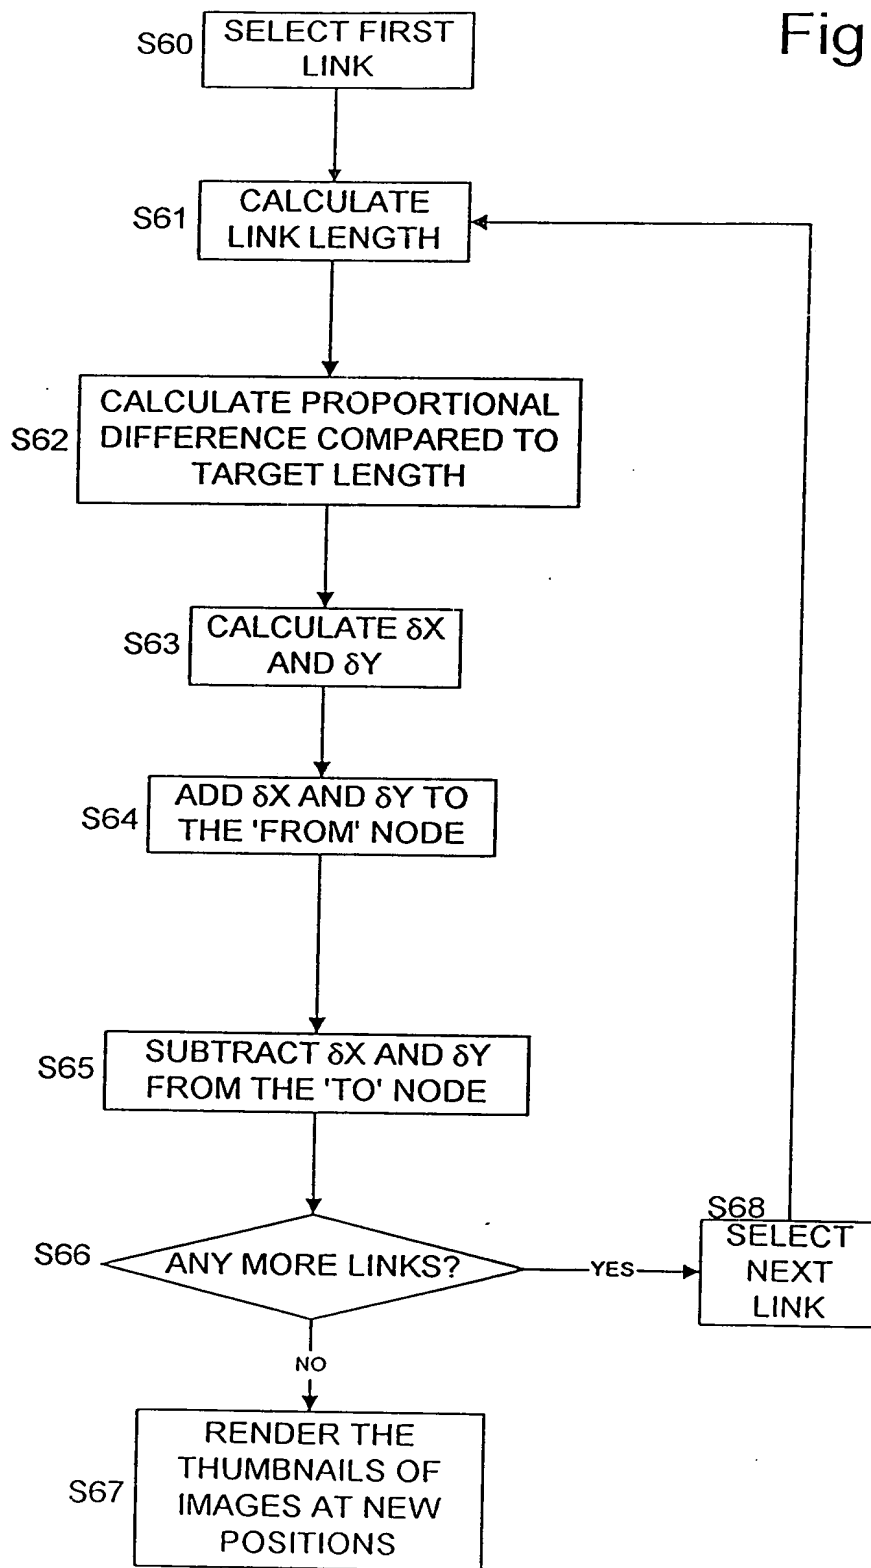 Fig
S60
SELECT FIRST
LINK
S61
CALCULATE
LINK LENGTH
S62
CALCULATE PROPORTIONAL
DIFFERENCE COMPARED TO
TARGET LENGTH
S63
CALCULATE δX
AND δY
S64
ADD δX AND δY TO
THE 'FROM' NODE
S65
SUBTRACT δX AND δY
FROM THE 'TO' NODE
S66
ANY MORE LINKS?
YES
S68
SELECT
NEXT
LINK
NO
S67
RENDER THE
THUMBNAILS OF
IMAGES AT NEW
POSITIONS